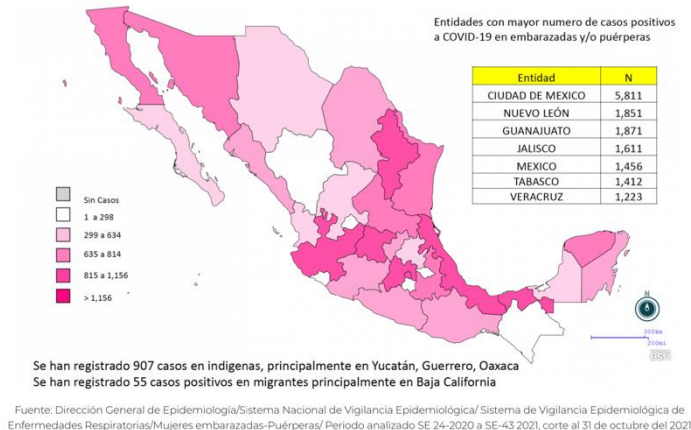 Entidades con mayor numero de casos positivos
a COVID-19 en embarazadas y/o puérperas
Entidad N
CIUDAD DE MEXICO 5,811
NUEVO LEÓN 1,851
GUANAJUATO 1,871
JALISCO 1,611
MEXICO 1,456
TABASCO 1,412
VERACRUZ 1,223
Sin Casos
1 a 298
299 a 634
635 a 814
815 a 1,156
> 1,156
N
300km
200mi
esri
Se han registrado 907 casos en indigenas, principalmente en Yucatán, Guerrero, Oaxaca
Se han registrado 55 casos positivos en migrantes principalmente en Baja California
Fuente: Dirección General de Epidemiología/Sistema Nacional de Vigilancia Epidemiológica/ Sistema de Vigilancia Epidemiológica de
Enfermedades Respiratorias/Mujeres embarazadas-Puérperas/ Periodo analizado SE 24-2020 a SE-43 2021, corte al 31 de octubre del 2021